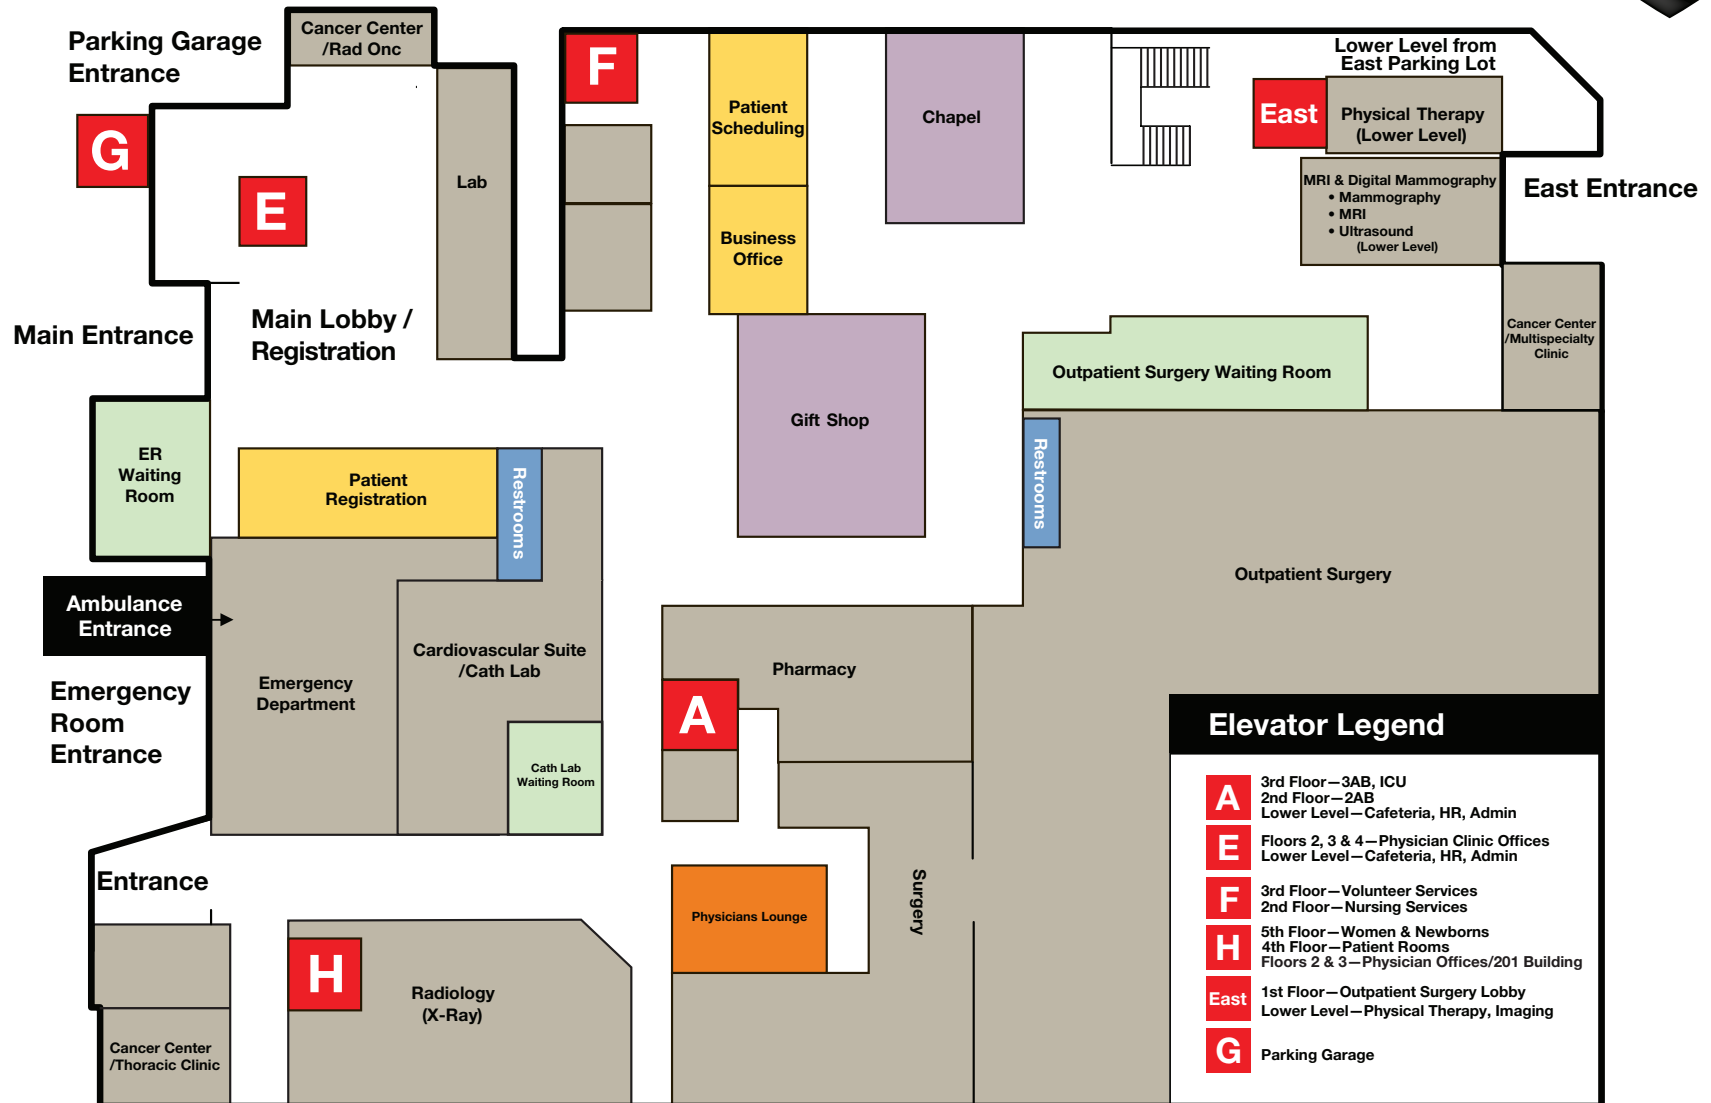 Parking Garage
Entrance
Cancer Center
/Rad Onc
G
E
Lab
F
Patient
Scheduling
Business
Office
Chapel
Lower Level from
East Parking Lot
East
Physical Therapy
(Lower Level)
MRI & Digital Mammography
• Mammography
• MRI
• Ultrasound
(Lower Level)
East Entrance
Main Entrance
Main Lobby /
Registration
Gift Shop
Outpatient Surgery Waiting Room
Cancer Center
/Multispecialty
Clinic
ER
Waiting
Room
Patient
Registration
Restrooms
Restrooms
Outpatient Surgery
Ambulance
Entrance
Emergency
Room
Entrance
Emergency
Department
Cardiovascular Suite
/Cath Lab
Cath Lab
Waiting Room
Pharmacy
A
Entrance
Physicians Lounge
Surgery
H
Radiology
(X-Ray)
Cancer Center
/Thoracic Clinic
Elevator Legend
A
3rd Floor—3AB, ICU
2nd Floor—2AB
Lower Level—Cafeteria, HR, Admin
E
Floors 2, 3 & 4—Physician Clinic Offices
Lower Level—Cafeteria, HR, Admin
F
3rd Floor—Volunteer Services
2nd Floor—Nursing Services
H
5th Floor—Women & Newborns
4th Floor—Patient Rooms
Floors 2 & 3—Physician Offices/201 Building
East
1st Floor—Outpatient Surgery Lobby
Lower Level—Physical Therapy, Imaging
G
Parking Garage